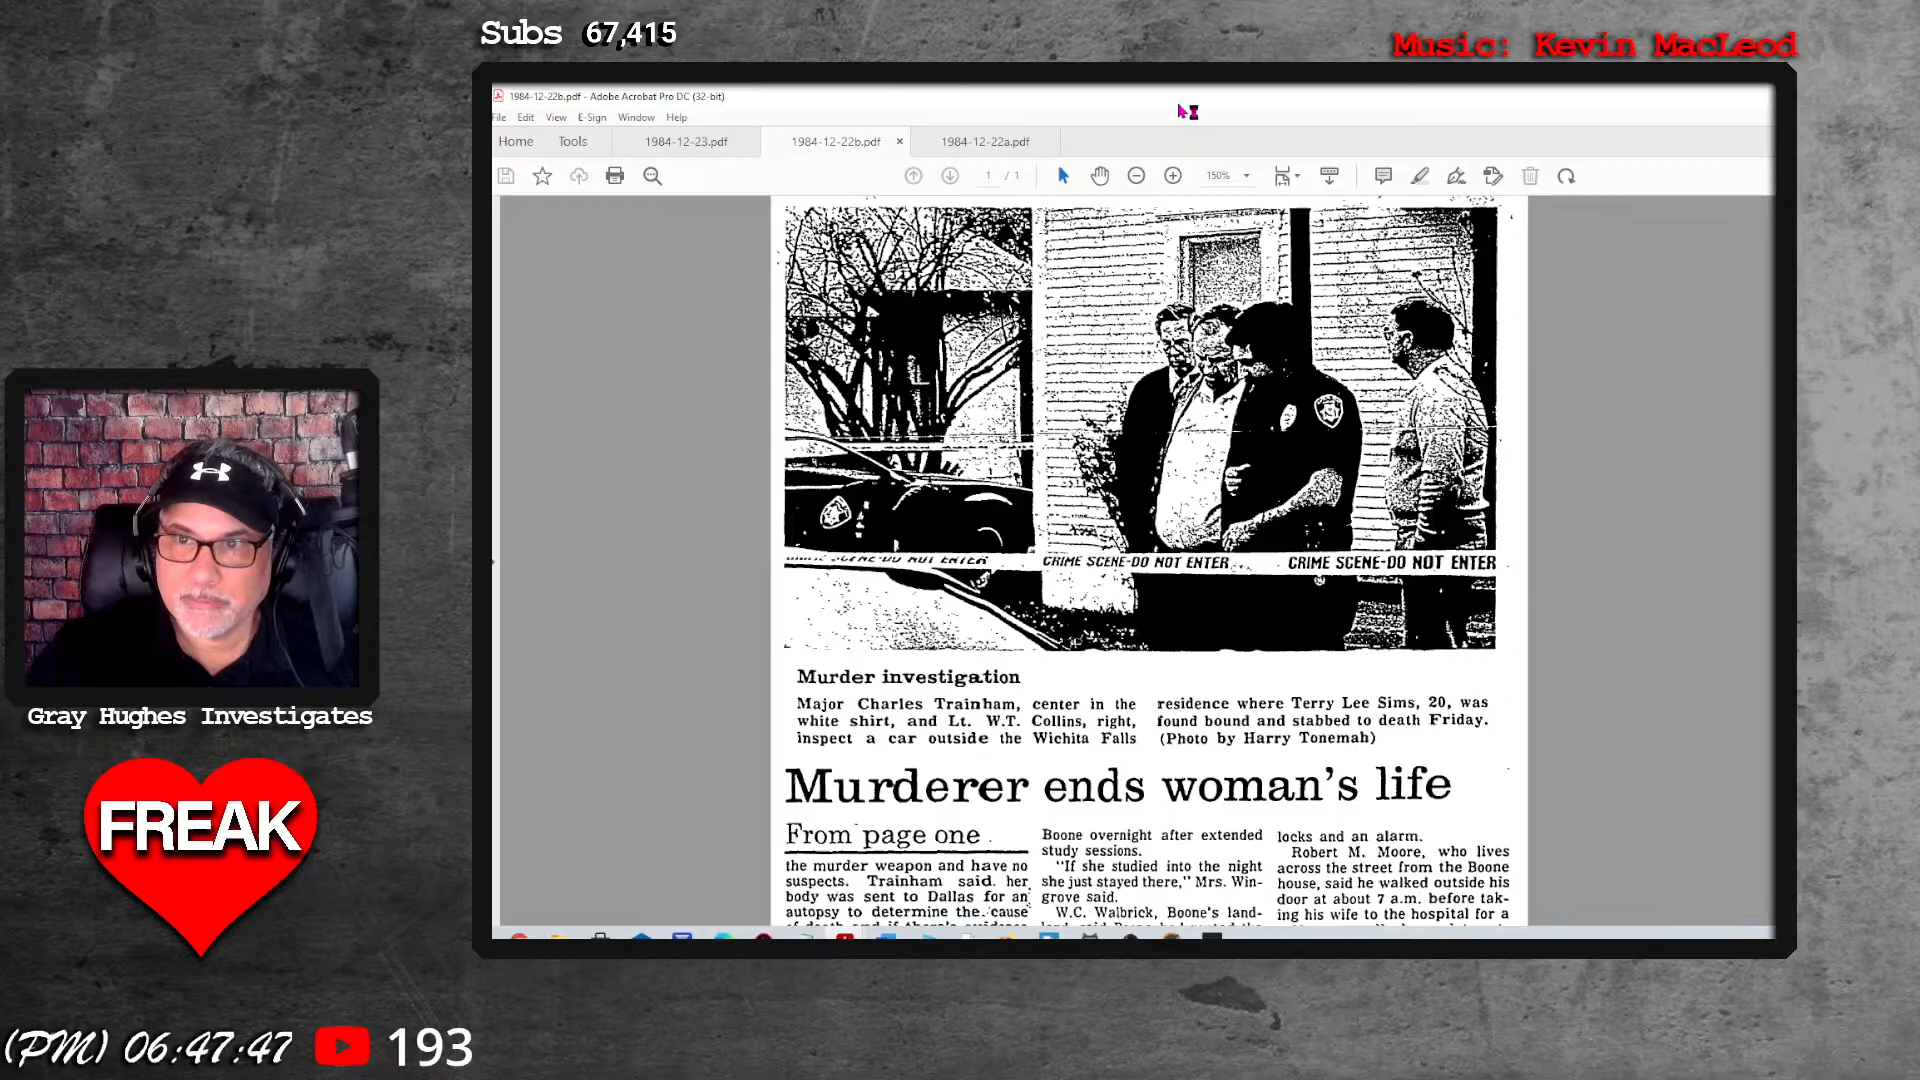 Subs 67,415
Music: Kevin MacLeod
1984-12-22b.pdf - Adobe Acrobat Pro DC (32-bit)
File Edit View E-Sign Window Help
Home Tools 1984-12-23.pdf 1984-12-22b.pdf × 1984-12-22a.pdf
1 / 1 150%
CRIME SCENE-DO NOT ENTER CRIME SCENE-DO NOT ENTER CRIME SCENE-DO NOT ENTER
Murder investigation
Major Charles Trainham, center in the
white shirt, and Lt. W.T. Collins, right,
inspect a car outside the Wichita Falls
residence where Terry Lee Sims, 20, was
found bound and stabbed to death Friday.
(Photo by Harry Tonemah)
Murderer ends woman's life
From page one
the murder weapon and have no
suspects. Trainham said her
body was sent to Dallas for an
autopsy to determine the cause
Boone overnight after extended
study sessions.
"If she studied into the night
she just stayed there," Mrs. Win-
grove said.
W.C. Walbrick, Boone's land-
locks and an alarm.
Robert M. Moore, who lives
across the street from the Boone
house, said he walked outside his
door at about 7 a.m. before tak-
ing his wife to the hospital for a
Gray Hughes Investigates
FREAK
(PM) 06:47:47 193